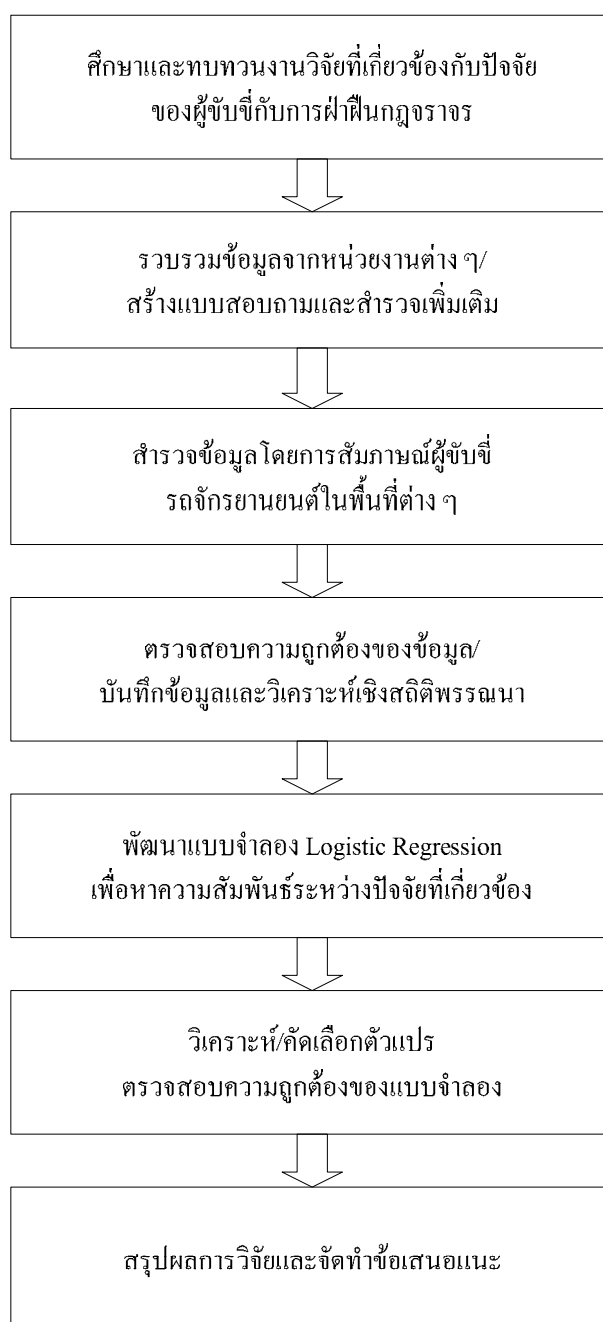 ศึกษาและทบทวนงานวิจัยที่เกี่ยวข้องกับปัจจัย
ของผู้ขับขี่กับการฝ่าฝืนกฎจราจร
รวบรวมข้อมูลจากหน่วยงานต่าง ๆ/
สร้างแบบสอบถามและสำรวจเพิ่มเติม
สำรวจข้อมูลโดยการสัมภาษณ์ผู้ขับขี่
รถจักรยานยนต์ในพื้นที่ต่าง ๆ
ตรวจสอบความถูกต้องของข้อมูล/
บันทึกข้อมูลและวิเคราะห์เชิงสถิติพรรณนา
พัฒนาแบบจำลอง Logistic Regression
เพื่อหาความสัมพันธ์ระหว่างปัจจัยที่เกี่ยวข้อง
วิเคราะห์/คัดเลือกตัวแปร
ตรวจสอบความถูกต้องของแบบจำลอง
สรุปผลการวิจัยและจัดทำข้อเสนอแนะ